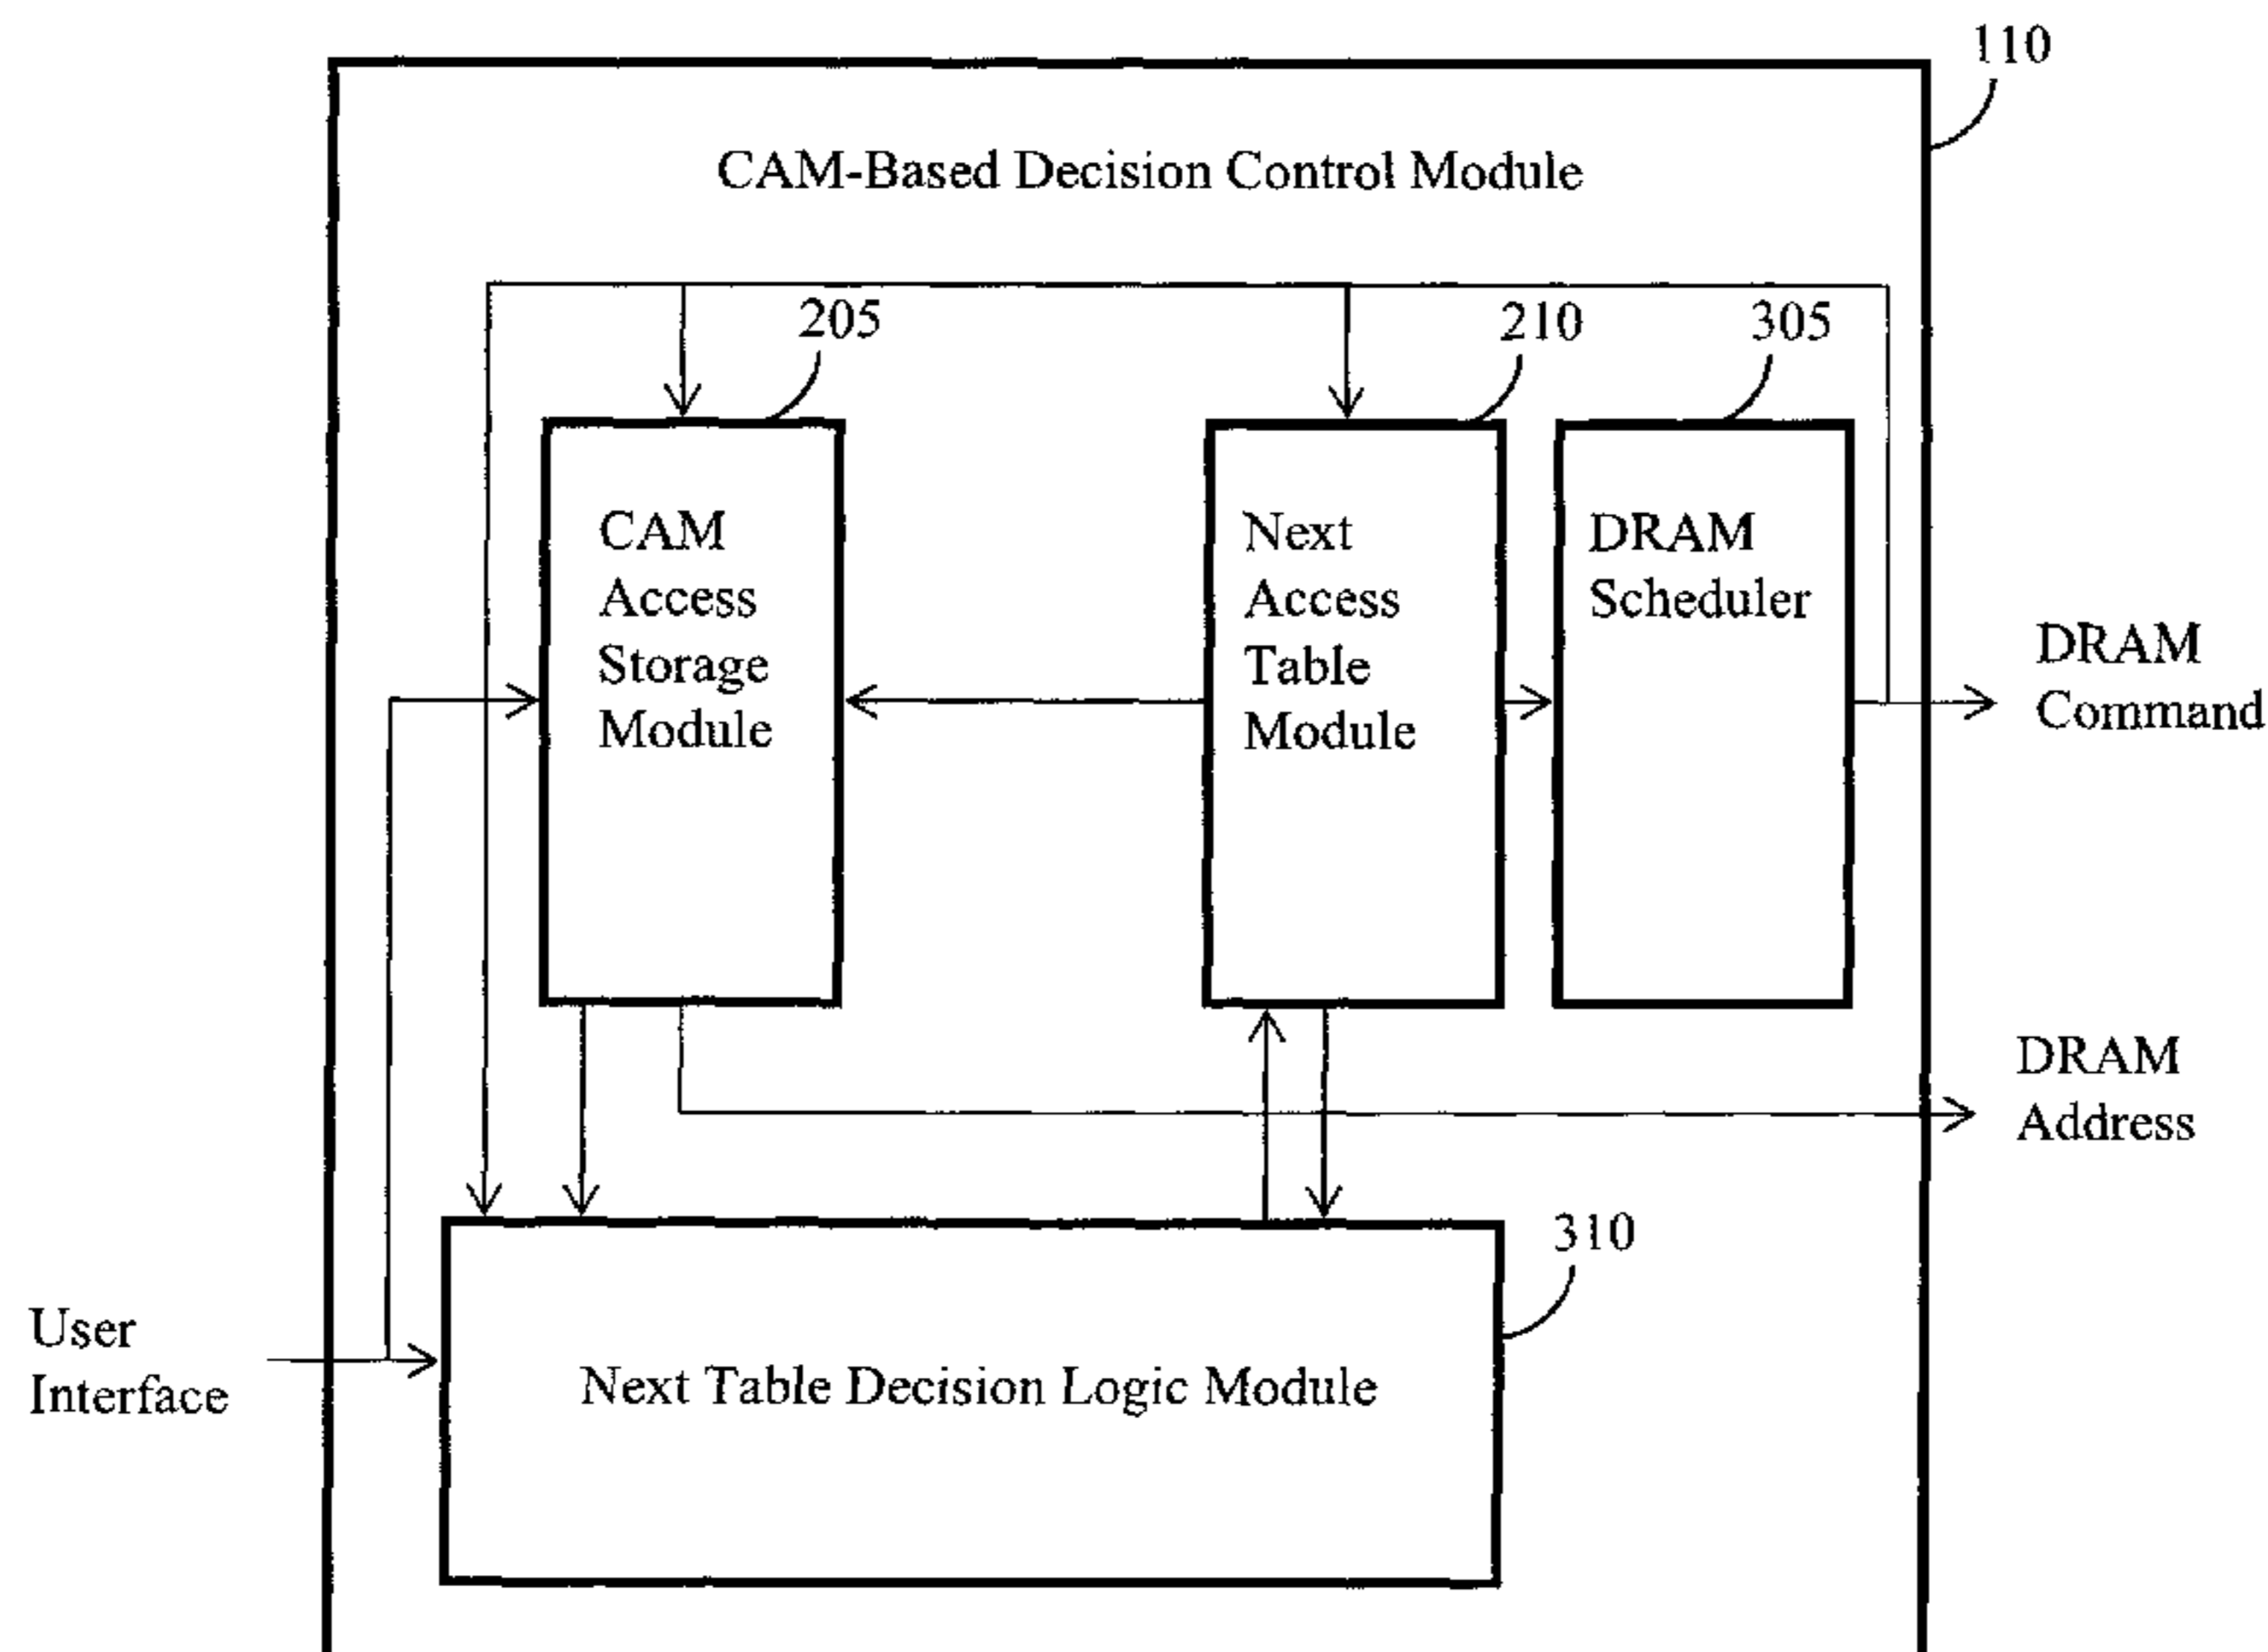 110
CAM-Based Decision Control Module
205
210
305
CAM
Access
Storage
Module
Next
Access
Table
Module
DRAM
Scheduler
DRAM
Command
DRAM
Address
310
User
Interface
Next Table Decision Logic Module